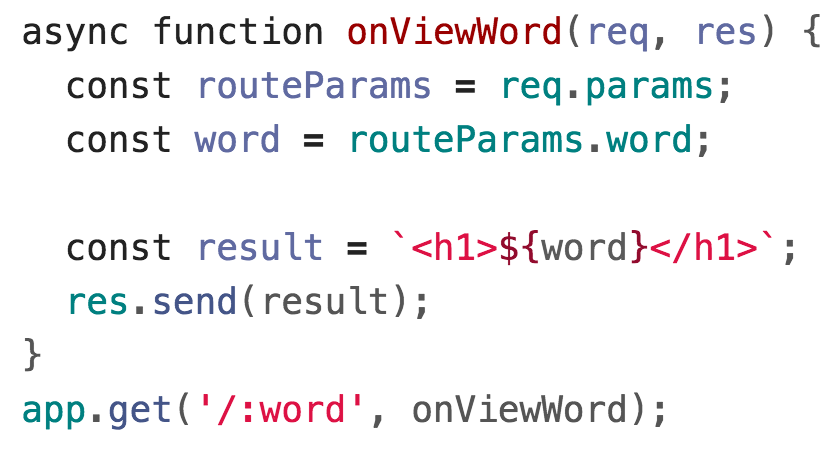 async function onViewWord(req, res) {
  const routeParams = req.params;
  const word = routeParams.word;

  const result = `<h1>${word}</h1>`;
  res.send(result);
}
app.get('/:word', onViewWord);